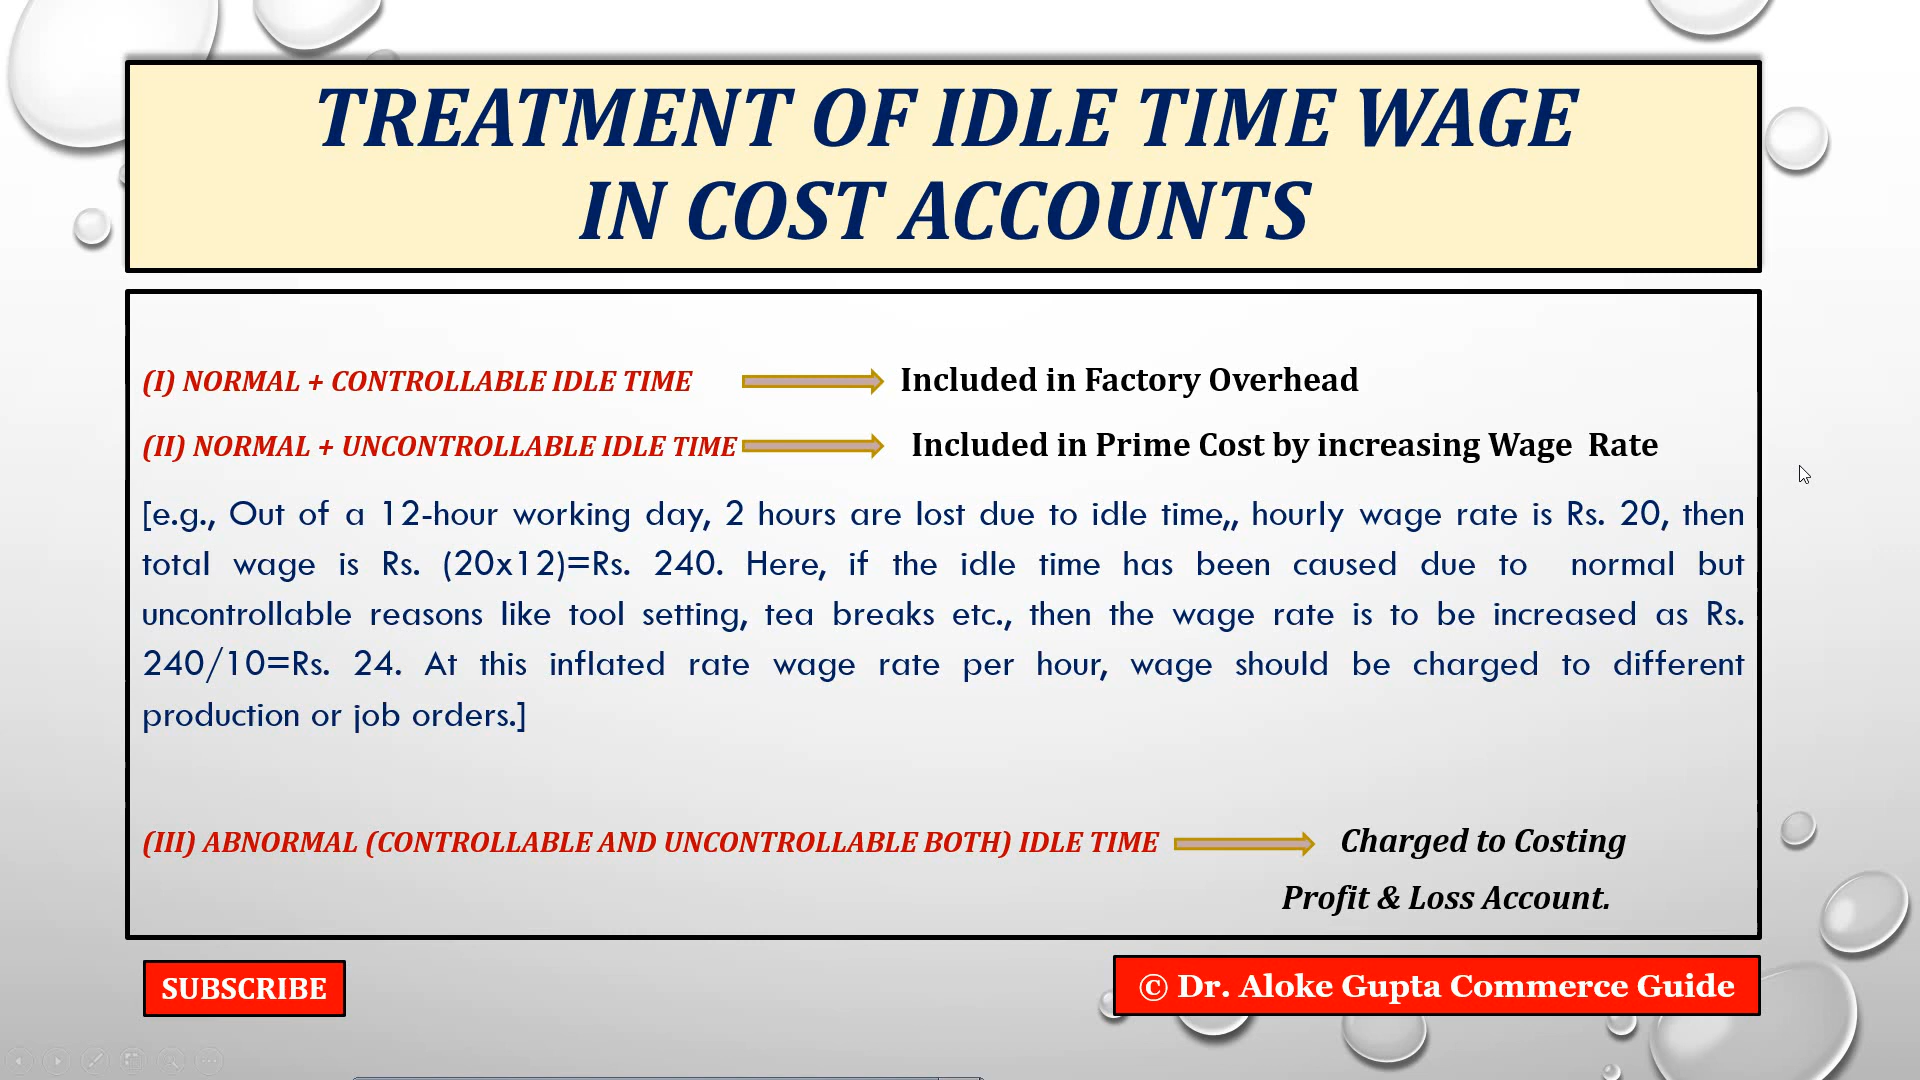 TREATMENT OF IDLE TIME WAGE
IN COST ACCOUNTS
(I) NORMAL + CONTROLLABLE IDLE TIME Included in Factory Overhead
(II) NORMAL + UNCONTROLLABLE IDLE TIME Included in Prime Cost by increasing Wage Rate
[e.g., Out of a 12-hour working day, 2 hours are lost due to idle time,, hourly wage rate is Rs. 20, then
total wage is Rs. (20x12)=Rs. 240. Here, if the idle time has been caused due to normal but
uncontrollable reasons like tool setting, tea breaks etc., then the wage rate is to be increased as Rs.
240/10=Rs. 24. At this inflated rate wage rate per hour, wage should be charged to different
production or job orders.]
(III) ABNORMAL (CONTROLLABLE AND UNCONTROLLABLE BOTH) IDLE TIME Charged to Costing
Profit & Loss Account.
SUBSCRIBE
© Dr. Aloke Gupta Commerce Guide